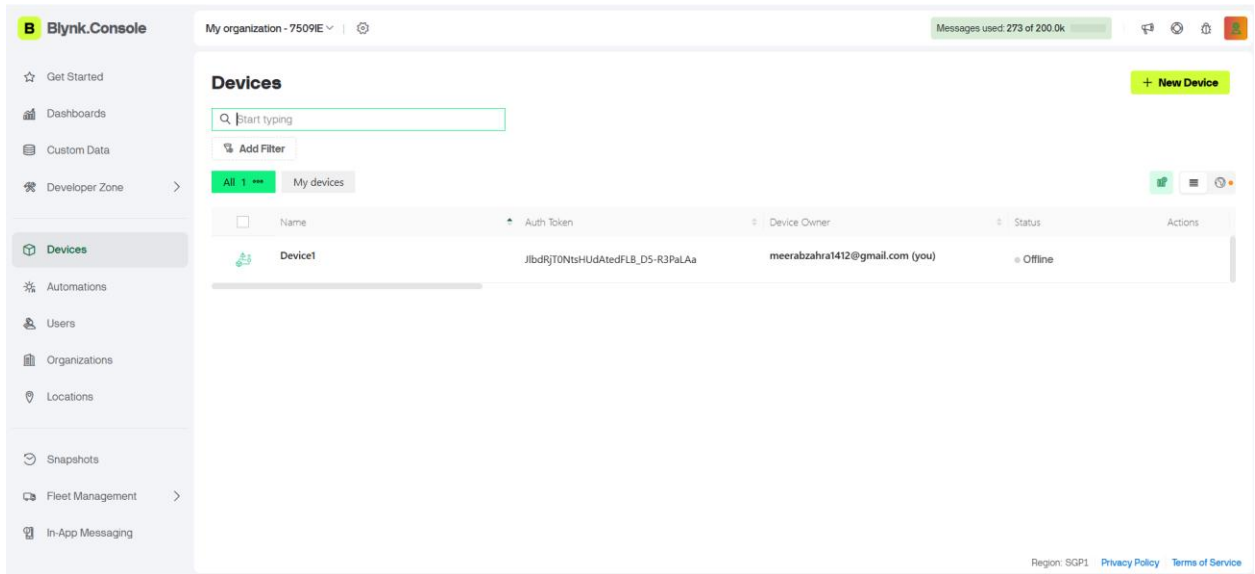 B Blynk.Console
My organization - 7509IE
Messages used: 273 of 200.0k
Get Started
Dashboards
Custom Data
Developer Zone
Devices
Automations
Users
Organizations
Locations
Snapshots
Fleet Management
In-App Messaging
Devices
+ New Device
Start typing
Add Filter
All 1 •••
My devices
Name Auth Token Device Owner Status Actions
Device1 JlbdRjT0NtsHUdAtedFLB_D5-R3PaLAa meerabzahra1412@gmail.com (you) Offline
Region: SGP1 Privacy Policy Terms of Service